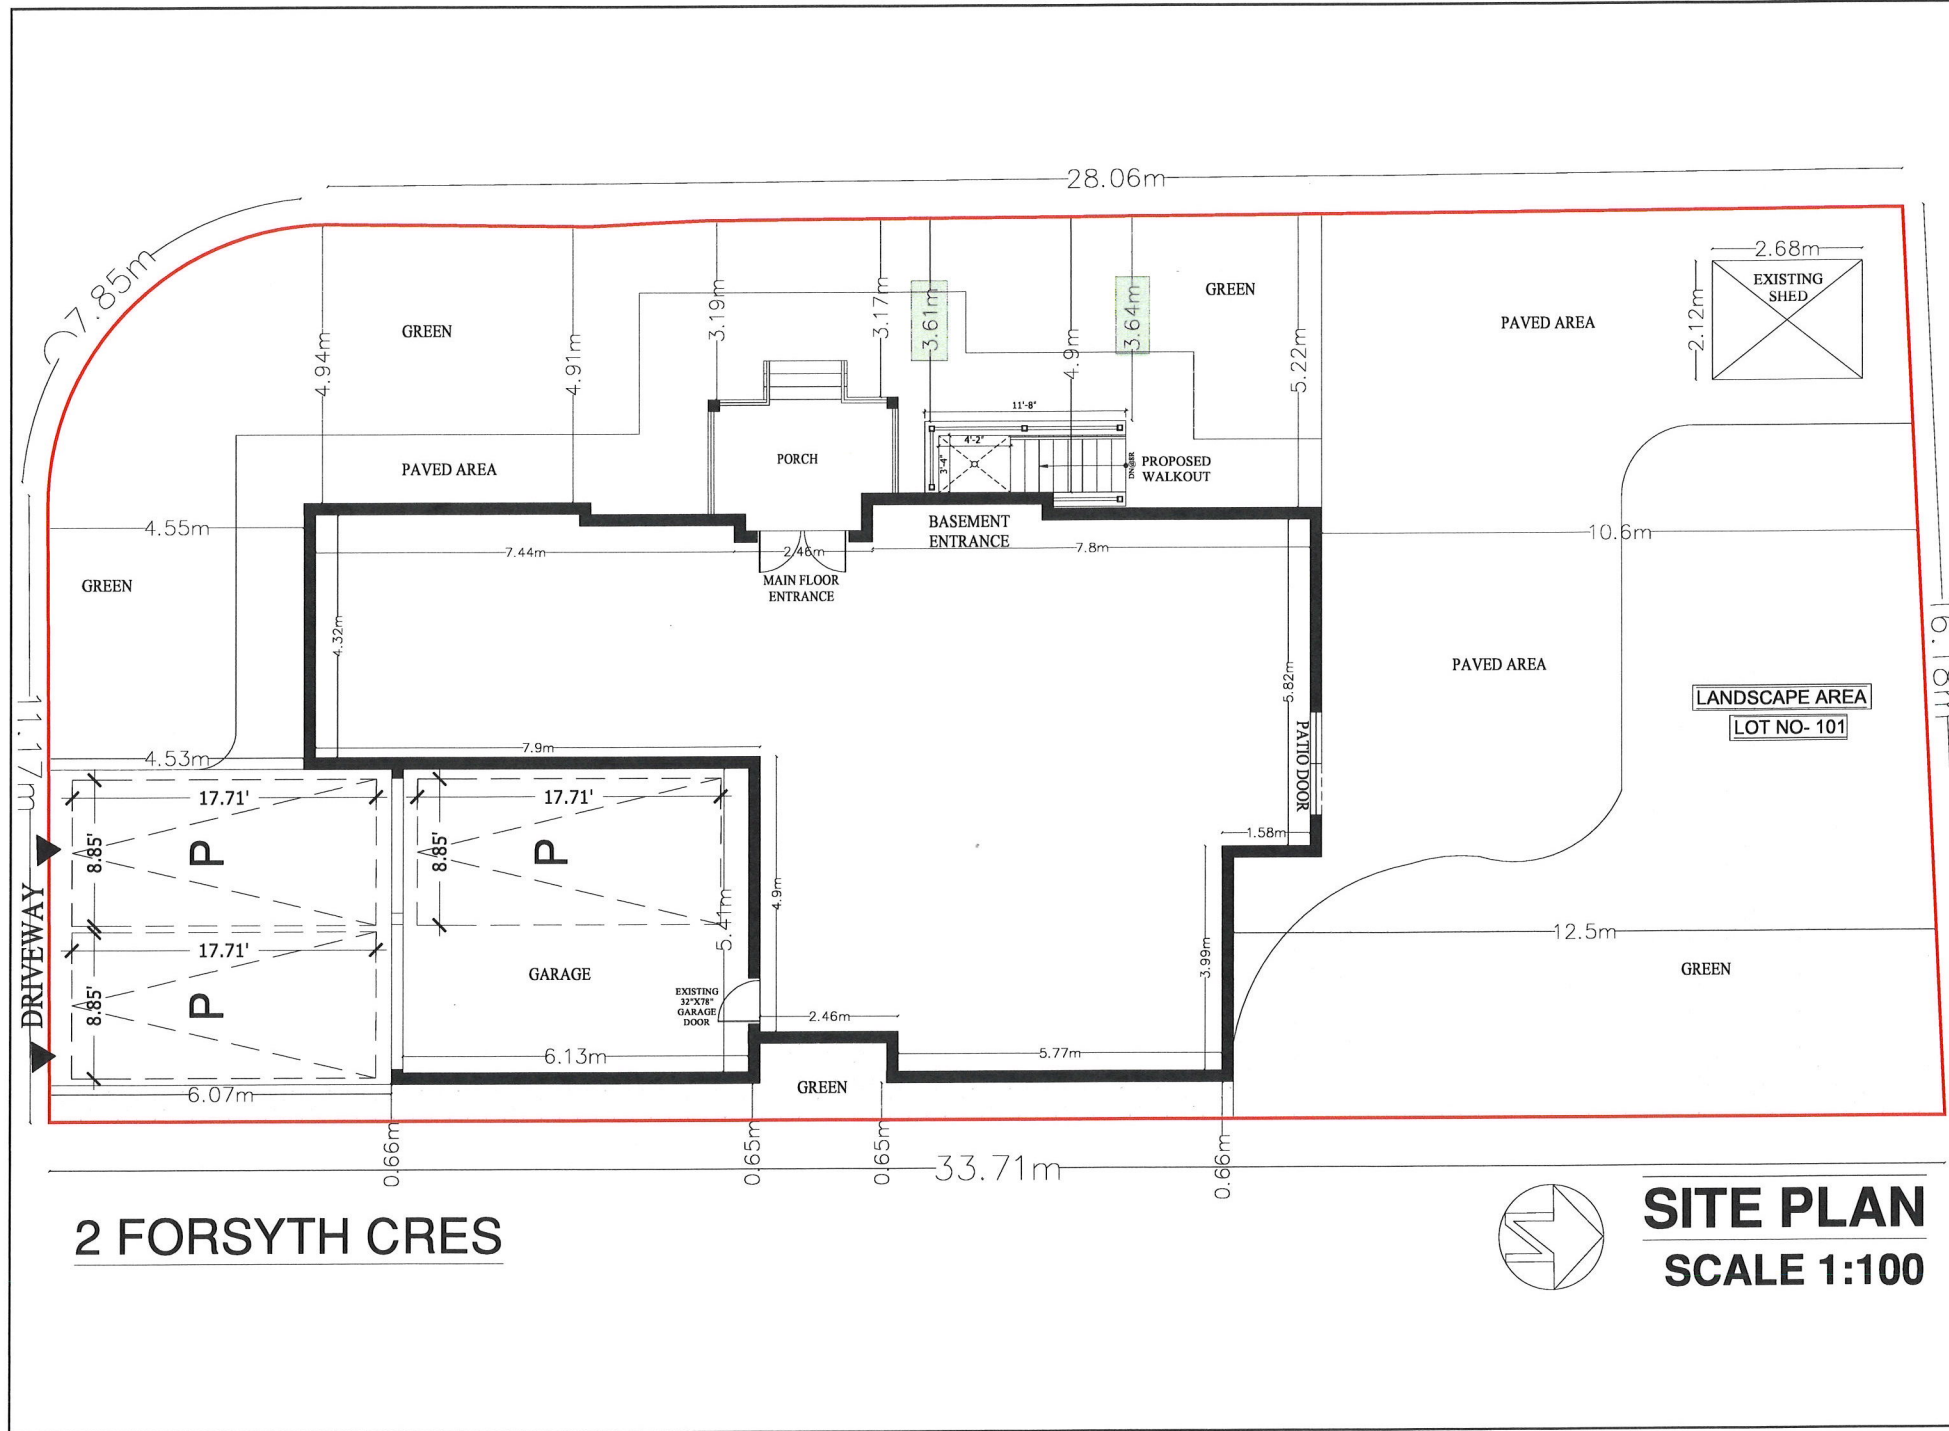 28.06m
7.85m
2.68m
EXISTING
SHED
2.12m
GREEN
PAVED AREA
GREEN
4.94m
4.91m
3.19m
3.17m
3.61m
4.9m
3.64m
5.22m
11'-8"
4'-2"
3'-4"
PORCH
PAVED AREA
PROPOSED
WALKOUT
4.55m
BASEMENT
ENTRANCE
10.6m
7.44m
2.46m
7.8m
MAIN FLOOR
ENTRANCE
GREEN
4.32m
5.82m
PAVED AREA
16.18m
LANDSCAPE AREA
LOT NO- 101
11.17m
4.53m
7.9m
PATIO DOOR
17.71'
17.71'
8.85'
P
8.85'
P
1.58m
4.9m
5.41m
DRIVEWAY
17.71'
8.85'
P
GARAGE
3.99m
12.5m
GREEN
EXISTING
32"X78"
GARAGE
DOOR
2.46m
6.13m
5.77m
6.07m
GREEN
0.66m
0.65m
0.65m
0.66m
33.71m
2 FORSYTH CRES
N
SITE PLAN
SCALE 1:100